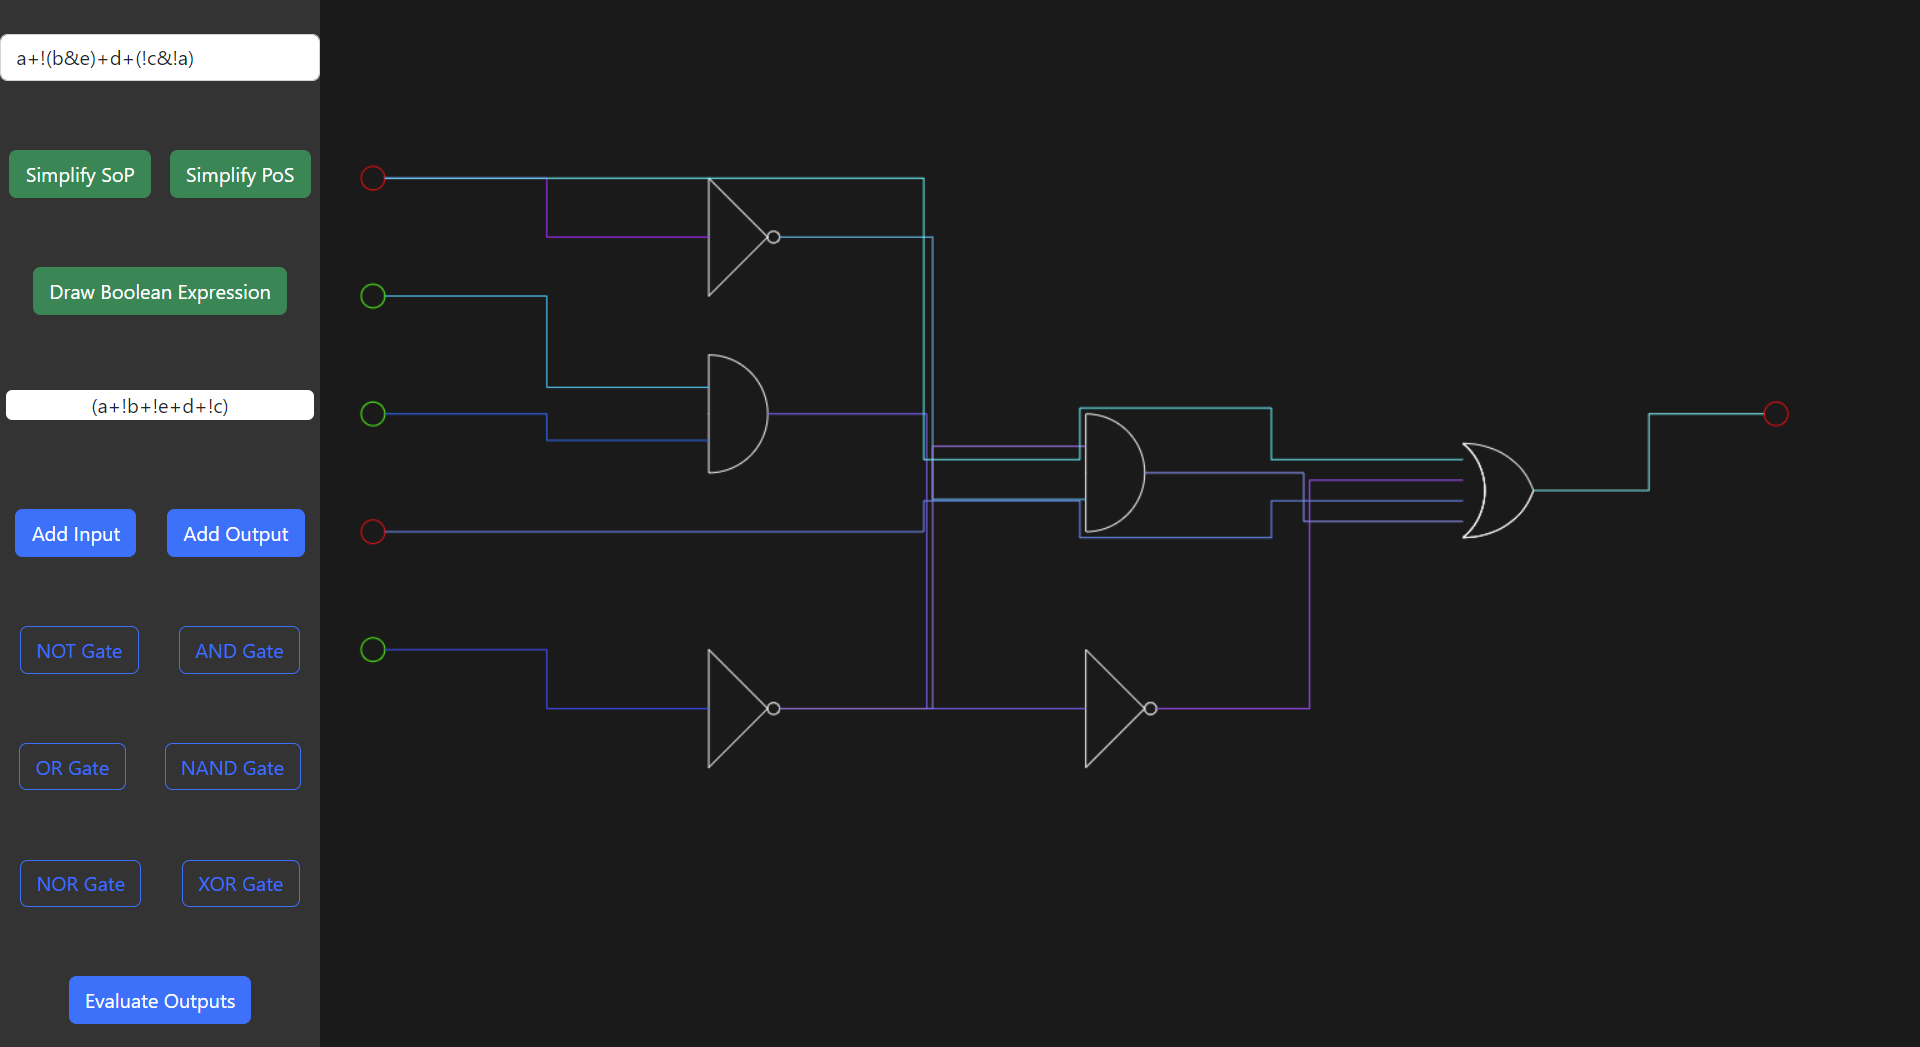 a+!(b&e)+d+(!c&!a)
Simplify SoP Simplify PoS
Draw Boolean Expression
(a+!b+!e+d+!c)
Add Input Add Output
NOT Gate AND Gate
OR Gate NAND Gate
NOR Gate XOR Gate
Evaluate Outputs